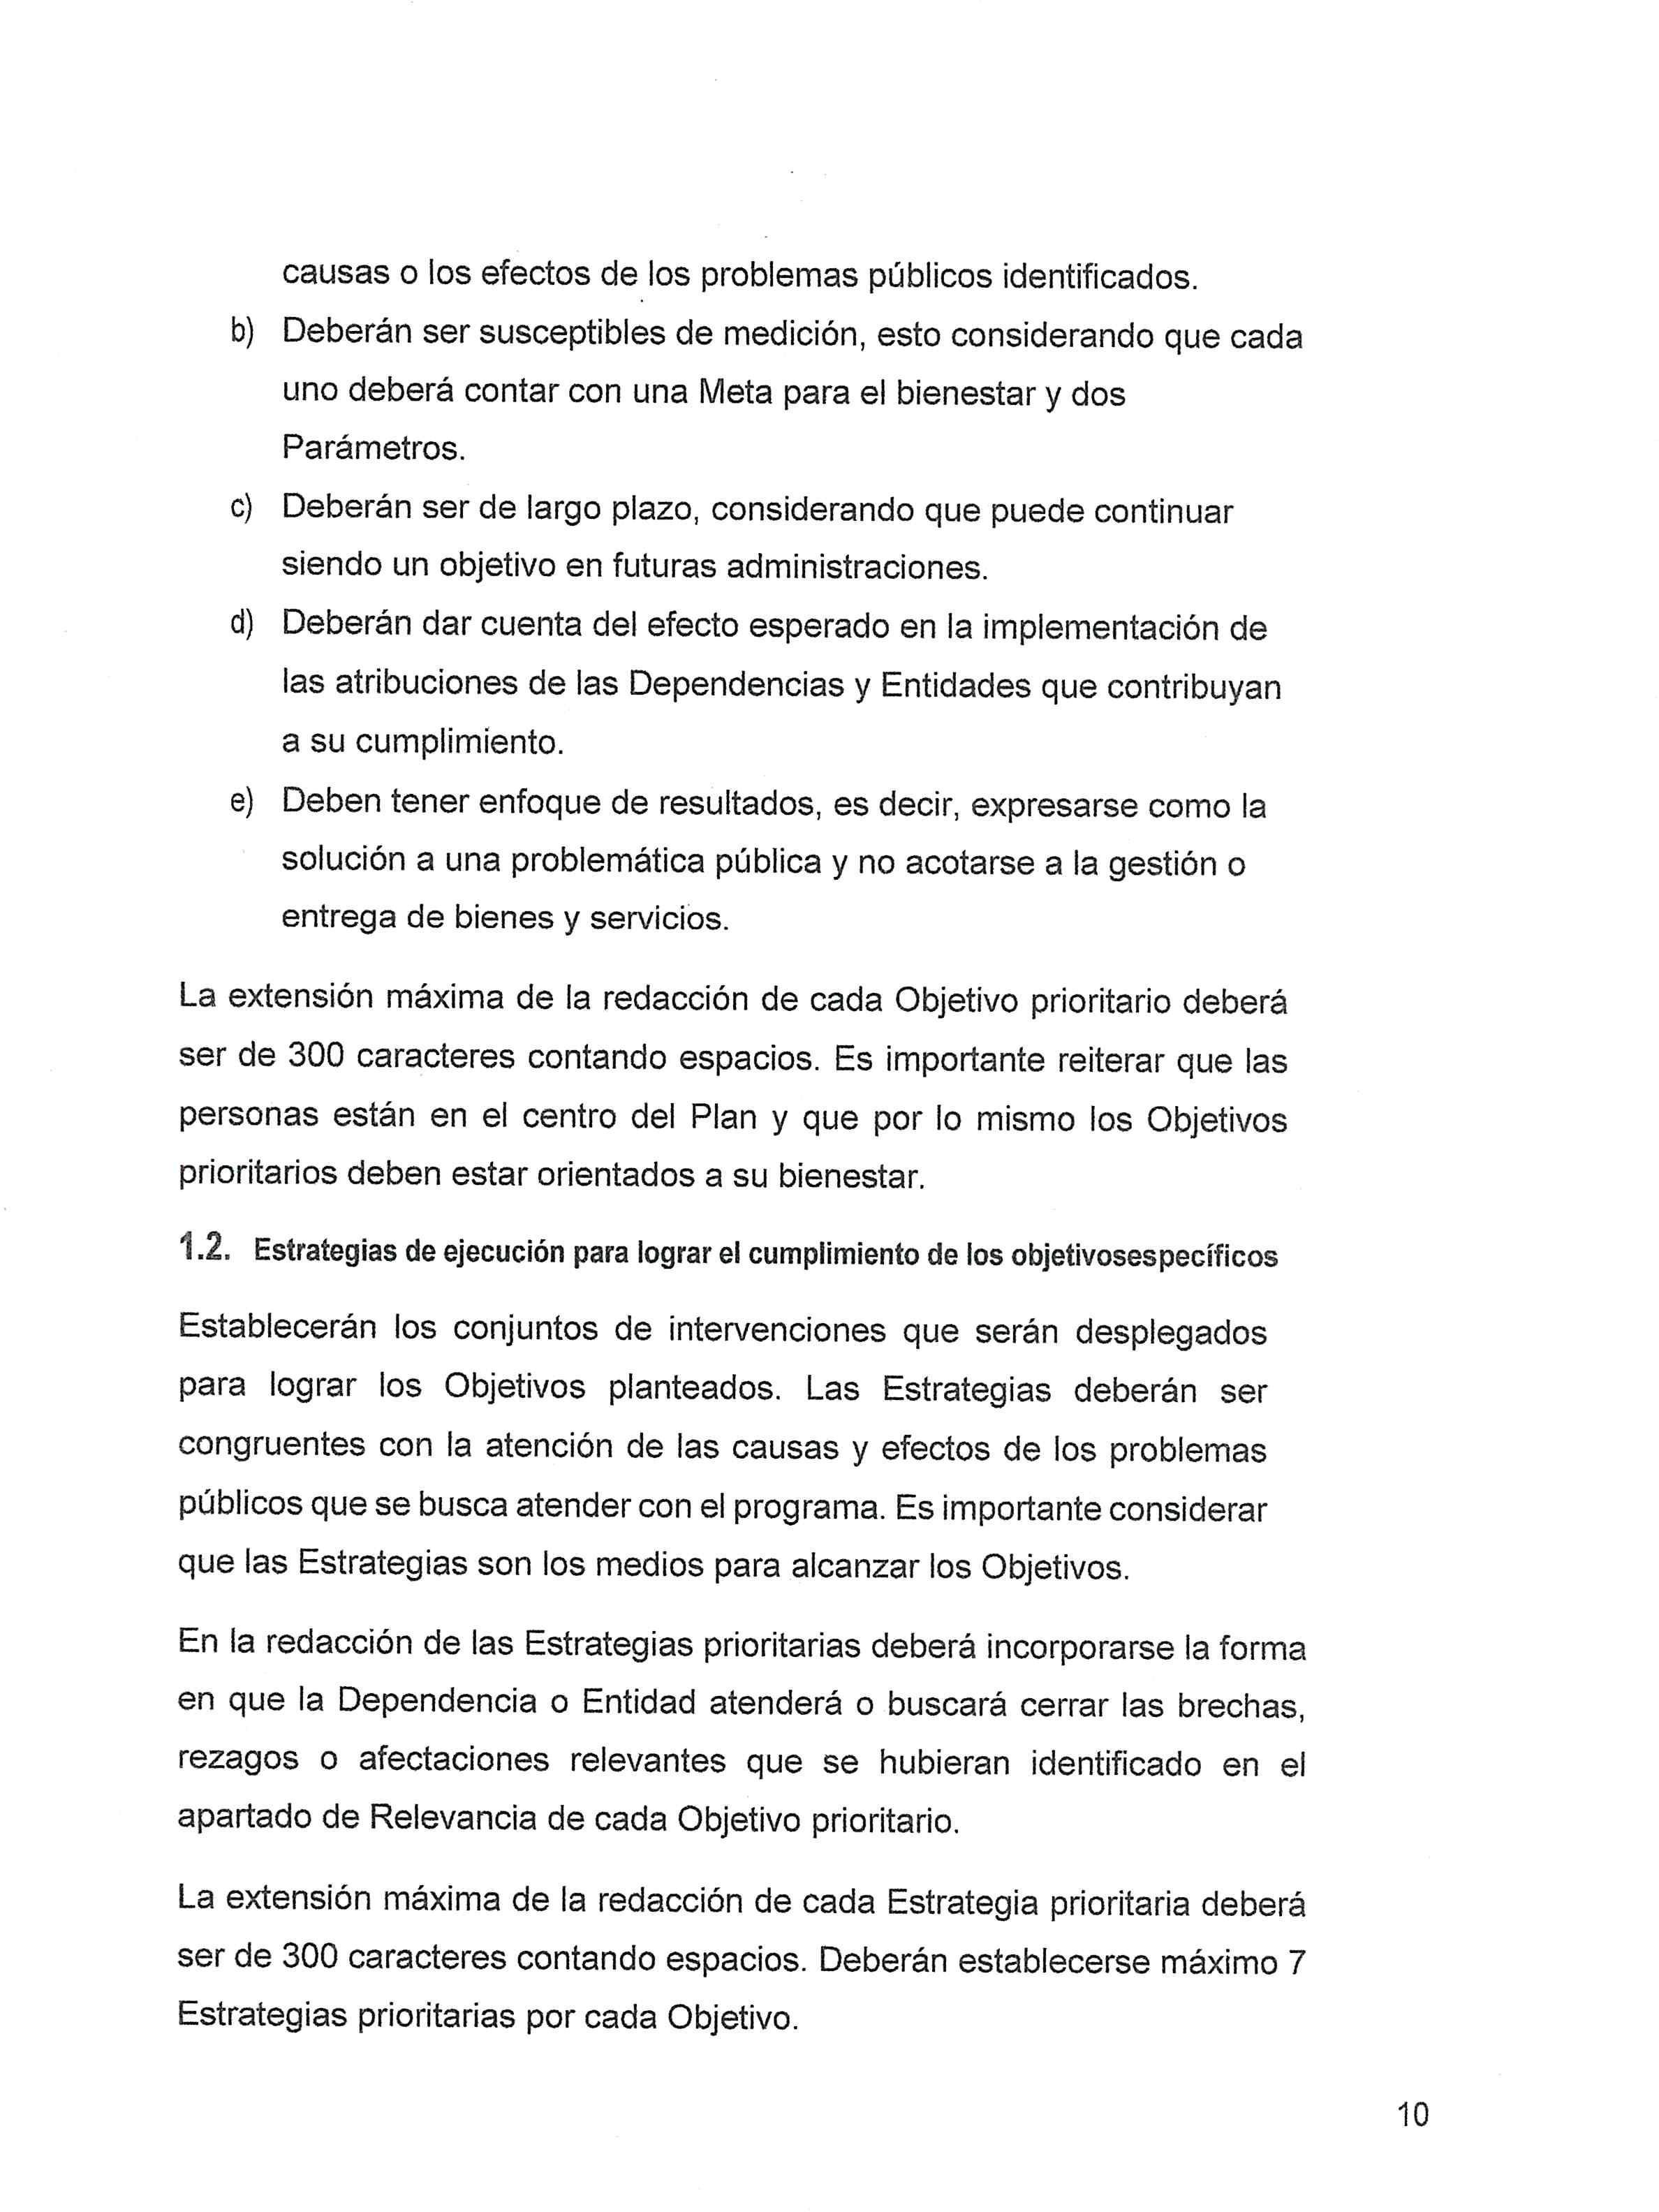 causas o los efectos de los problemas públicos identificados.
b) Deberán ser susceptibles de medición, esto considerando que cada
uno deberá contar con una Meta para el bienestar y dos
Parámetros.
c) Deberán ser de largo plazo, considerando que puede continuar
siendo un objetivo en futuras administraciones.
d) Deberán dar cuenta del efecto esperado en la implementación de
las atribuciones de las Dependencias y Entidades que contribuyan
a su cumplimiento.
e) Deben tener enfoque de resultados, es decir, expresarse como la
solución a una problemática pública y no acotarse a la gestión o
entrega de bienes y servicios.
La extensión máxima de la redacción de cada Objetivo prioritario deberá
ser de 300 caracteres contando espacios. Es importante reiterar que las
personas están en el centro del Plan y que por lo mismo los Objetivos
prioritarios deben estar orientados a su bienestar.
1.2. Estrategias de ejecución para lograr el cumplimiento de los objetivosespecíficos
Establecerán los conjuntos de intervenciones que serán desplegados
para lograr los Objetivos planteados. Las Estrategias deberán ser
congruentes con la atención de las causas y efectos de los problemas
públicos que se busca atender con el programa. Es importante considerar
que las Estrategias son los medios para alcanzar los Objetivos.
En la redacción de las Estrategias prioritarias deberá incorporarse la forma
en que la Dependencia o Entidad atenderá o buscará cerrar las brechas,
rezagos o afectaciones relevantes que se hubieran identificado en el
apartado de Relevancia de cada Objetivo prioritario.
La extensión máxima de la redacción de cada Estrategia prioritaria deberá
ser de 300 caracteres contando espacios. Deberán establecerse máximo 7
Estrategias prioritarias por cada Objetivo.
10